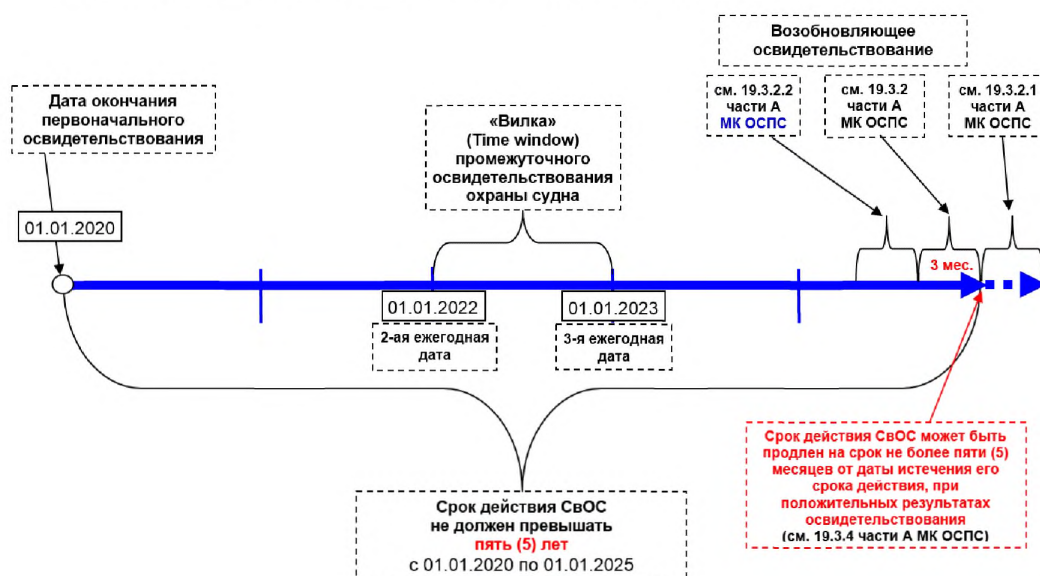 Возобновляющее
освидетельствование
Дата окончания
первоначального
освидетельствования
«Вилка»
(Time window)
промежуточного
освидетельствования
охраны судна
см. 19.3.2.2
части А
МК ОСПС
см. 19.3.2
части А
МК ОСПС
см. 19.3.2.1
части А
МК ОСПС
01.01.2020
3 мес.
01.01.2022
2-ая ежегодная
дата
01.01.2023
3-я ежегодная
дата
Срок действия СвОС может быть
продлен на срок не более пяти (5)
месяцев от даты истечения его
срока действия, при
положительных результатах
освидетельствования
(см. 19.3.4 части А МК ОСПС)
Срок действия СвОС
не должен превышать
пять (5) лет
с 01.01.2020 по 01.01.2025